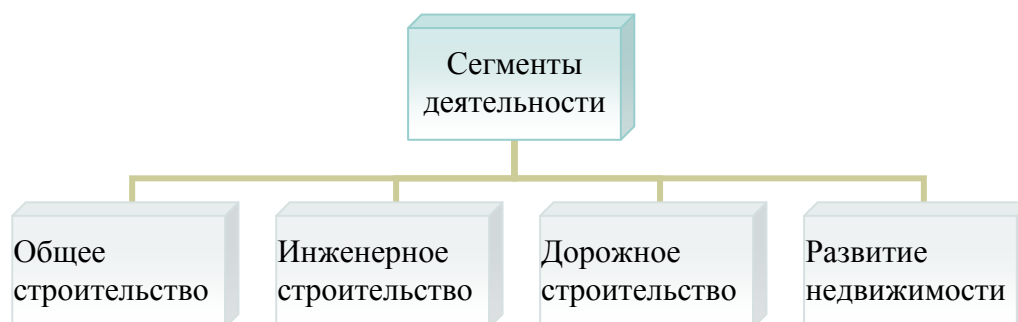 Сегменты
деятельности
Общее
строительство
Инженерное
строительство
Дорожное
строительство
Развитие
недвижимости